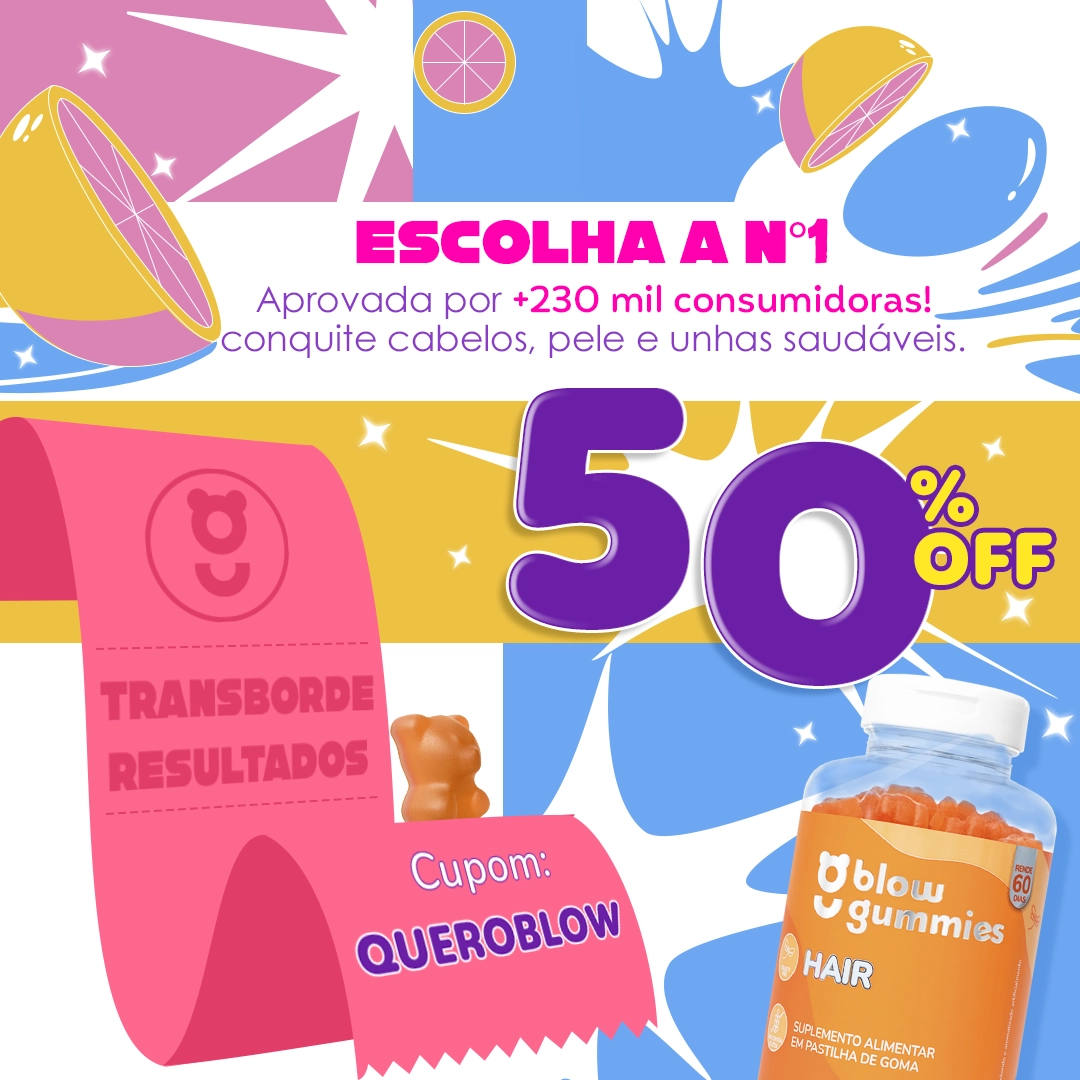 ESCOLHA A Nº1
Aprovada por +230 mil consumidoras!
conquite cabelos, pele e unhas saudáveis.
50
%
OFF
TRANSBORDE
RESULTADOS
Cupom:
QUEROBLOW
blow
gummies
RENDE
60
DIAS
HAIR
SUPLEMENTO ALIMENTAR
EM PASTILHA DE GOMA